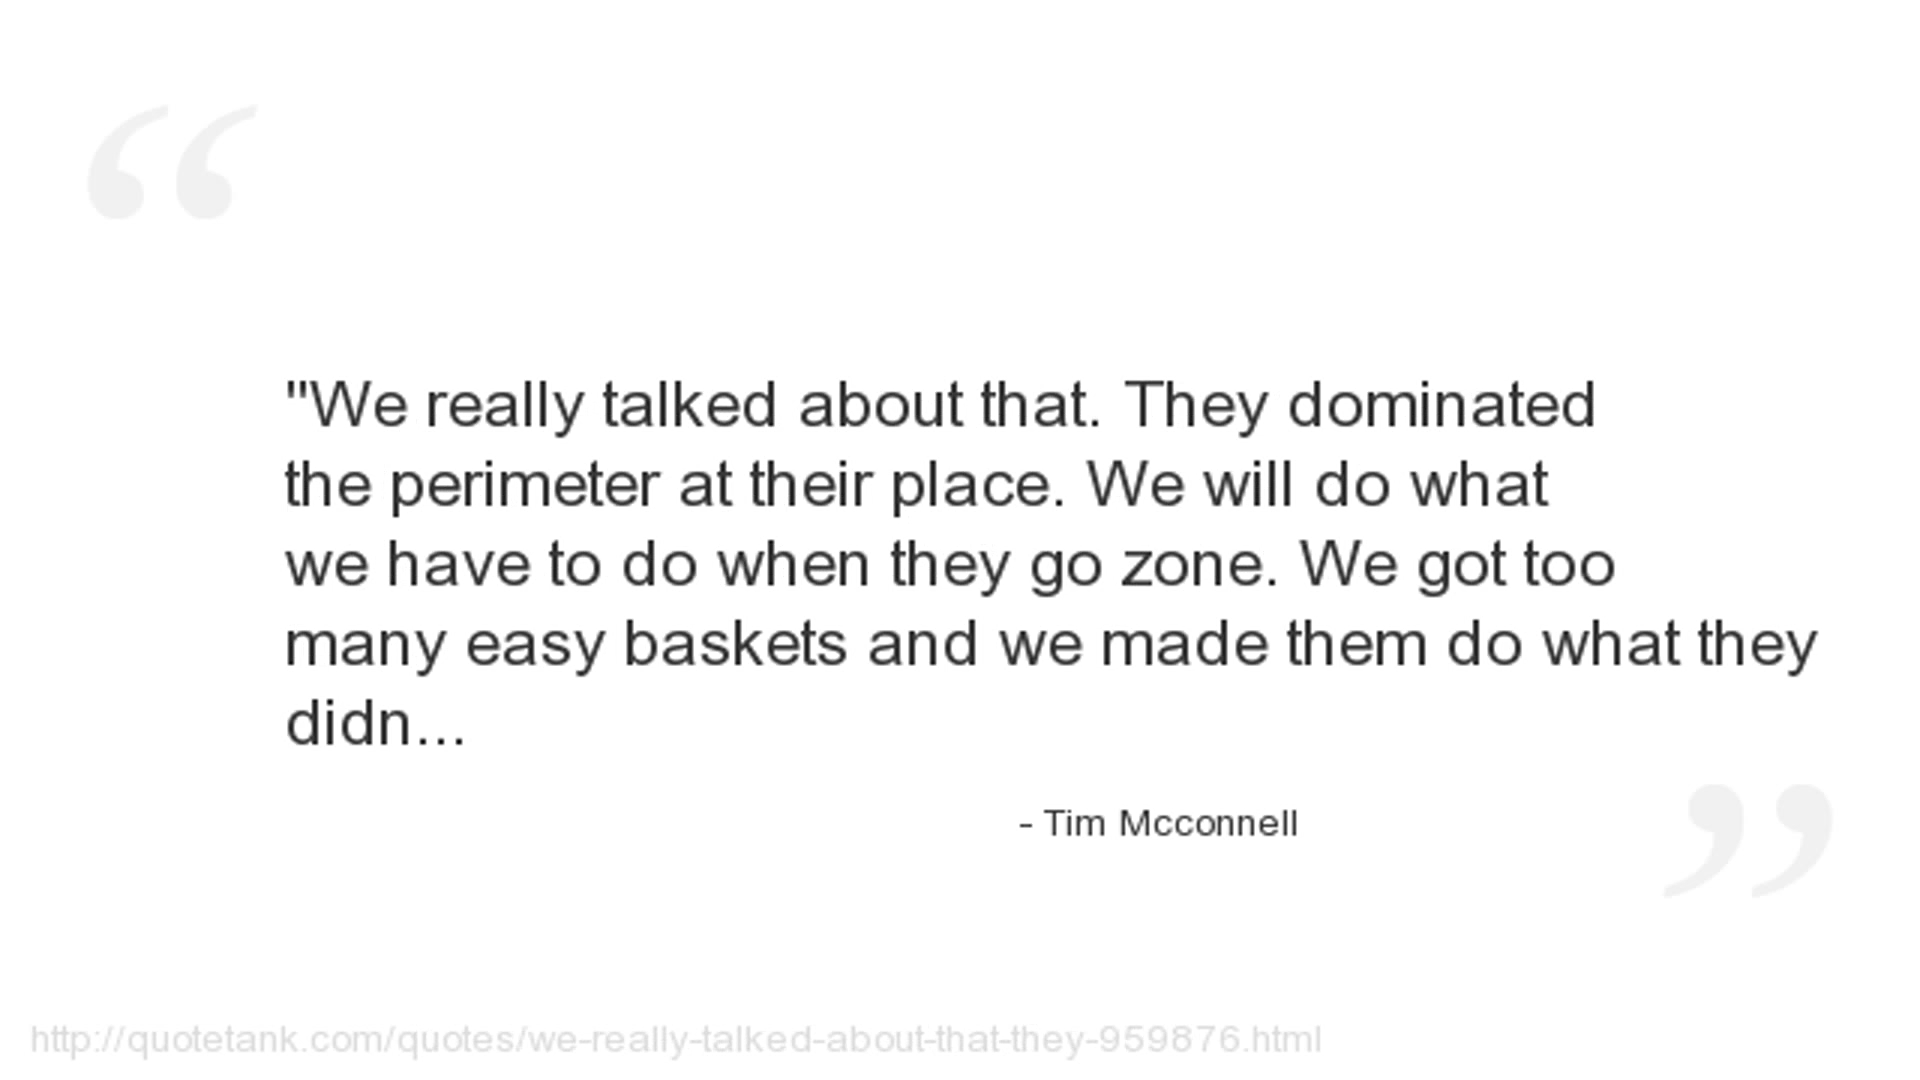 "We really talked about that. They dominated
the perimeter at their place. We will do what
we have to do when they go zone. We got too
many easy baskets and we made them do what they
didn...
- Tim Mcconnell
http://quotetank.com/quotes/we-really-talked-about-that-they-959876.html